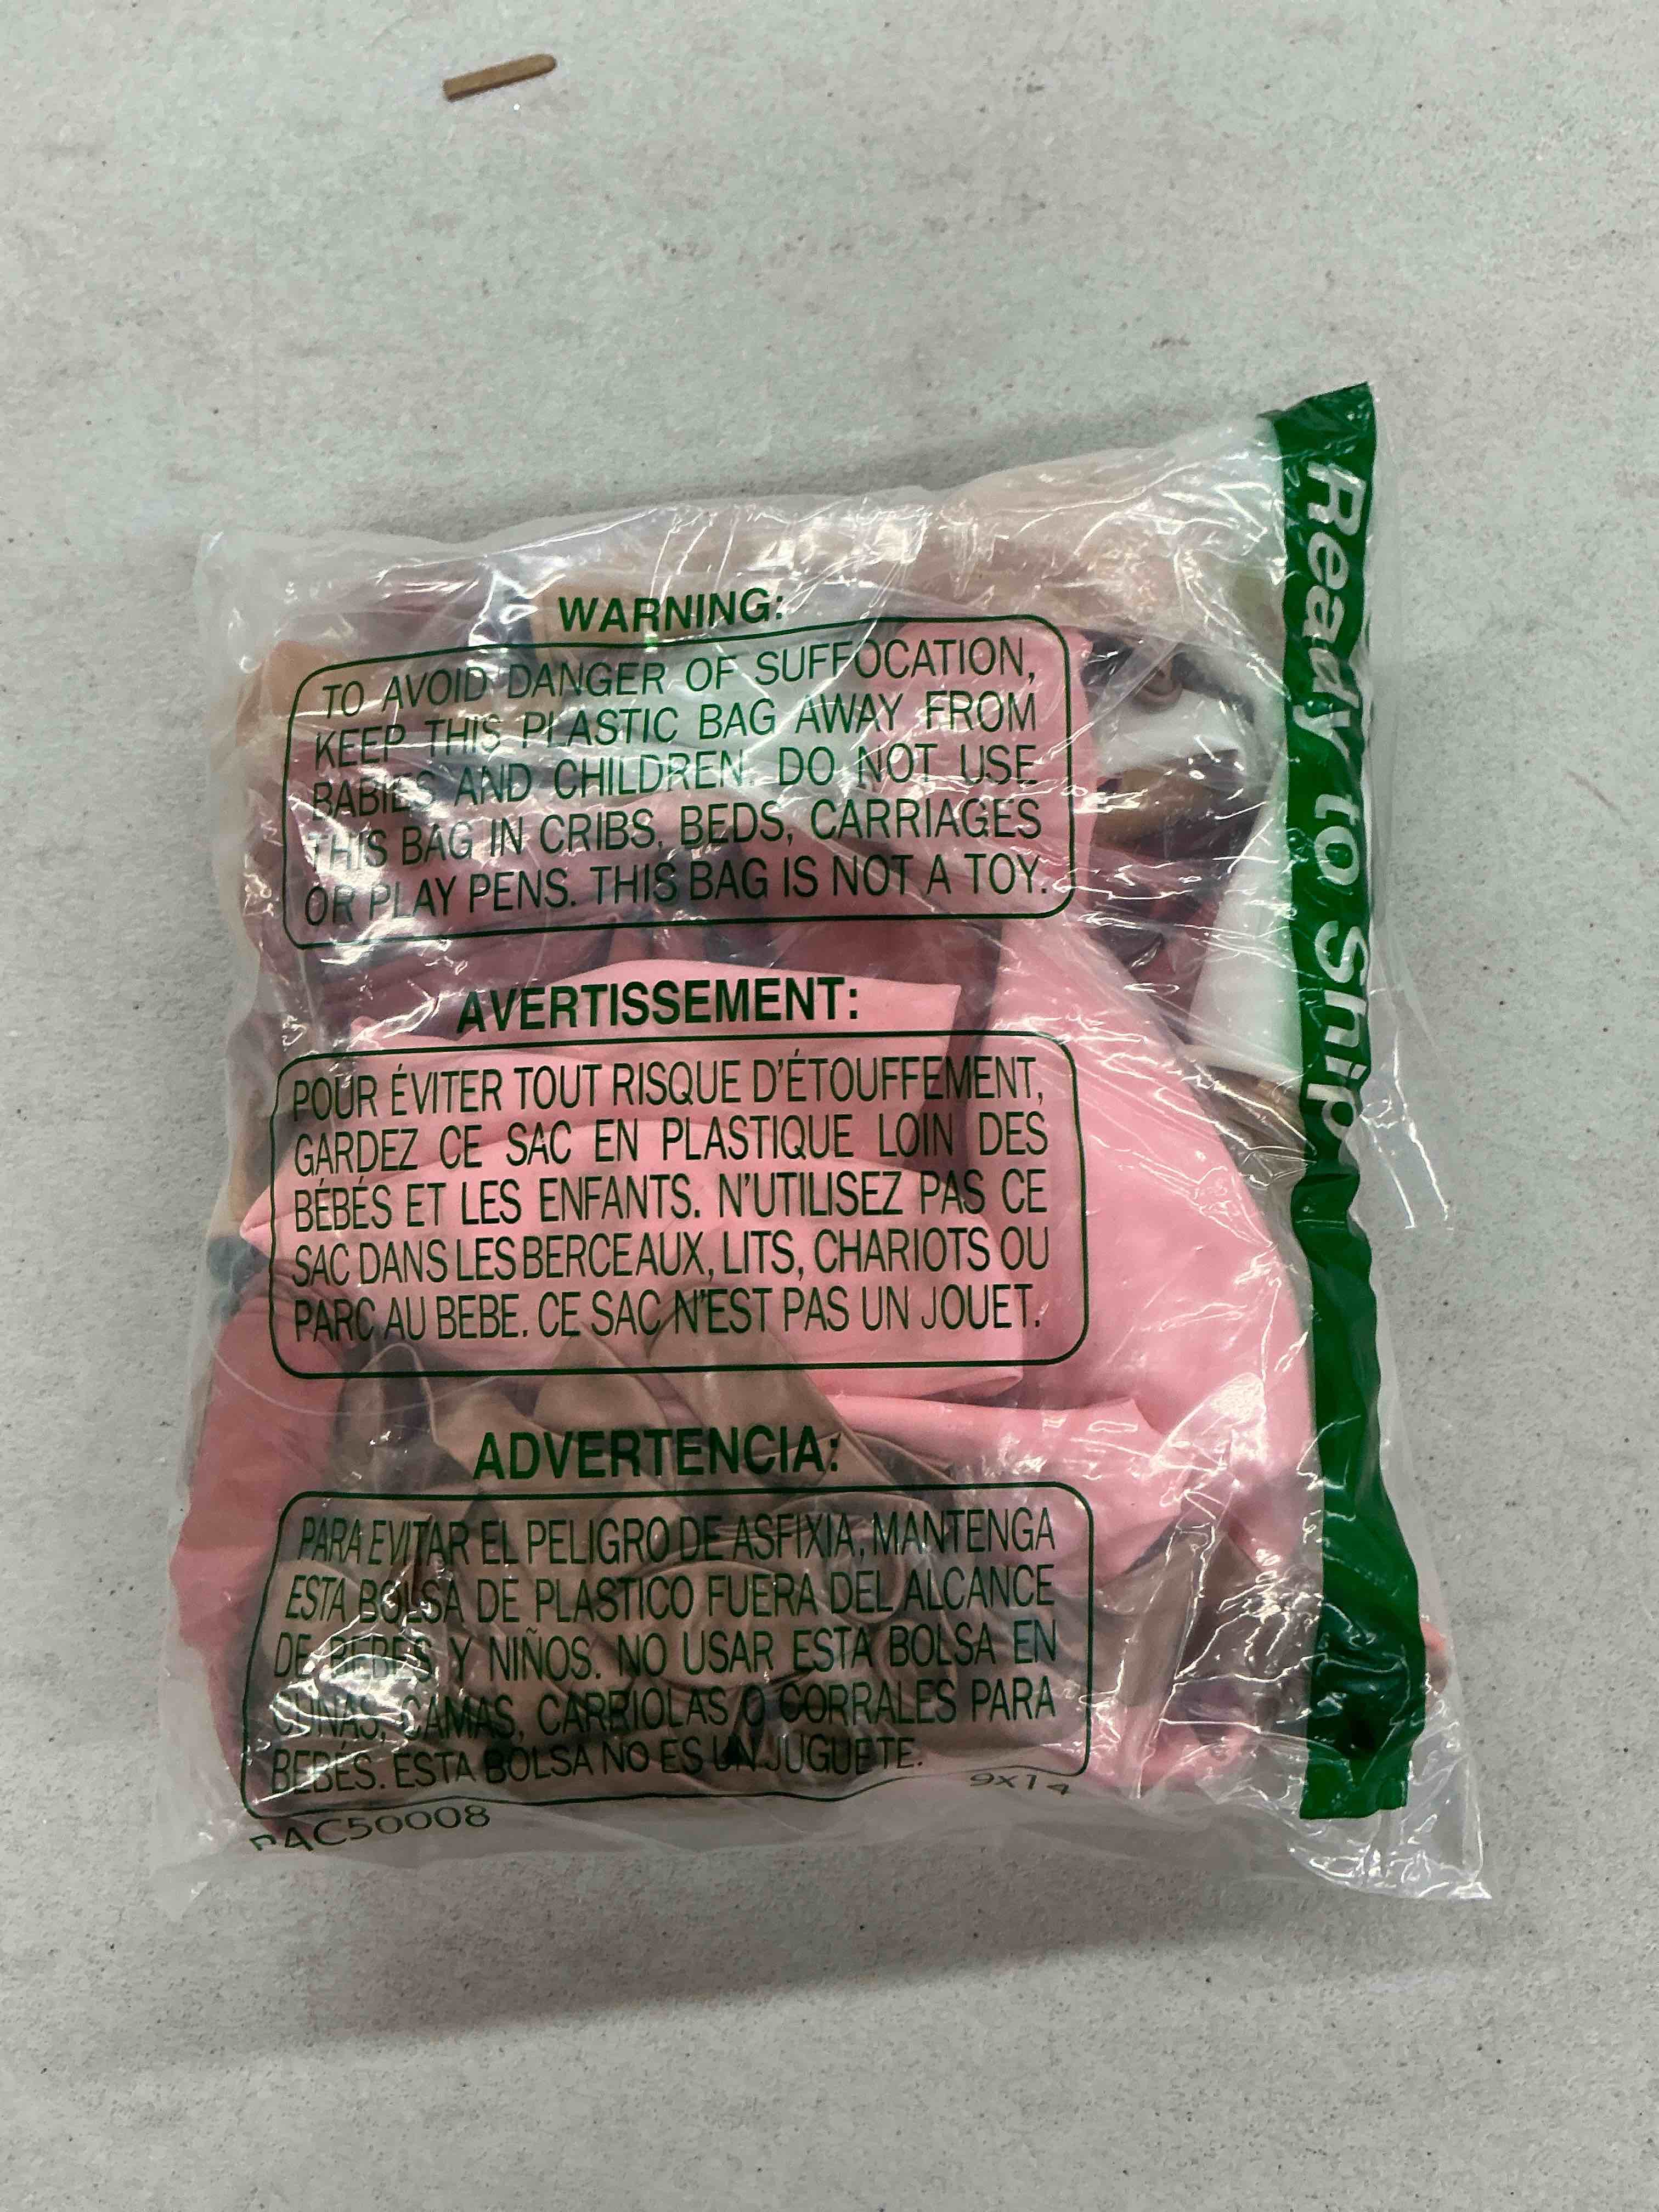 WARNING:
TO AVOID DANGER OF SUFFOCATION,
KEEP THIS PLASTIC BAG AWAY FROM
BABIES AND CHILDREN. DO NOT USE
THIS BAG IN CRIBS, BEDS, CARRIAGES
OR PLAY PENS. THIS BAG IS NOT A TOY.
AVERTISSEMENT:
POUR ÉVITER TOUT RISQUE D'ÉTOUFFEMENT,
GARDEZ CE SAC EN PLASTIQUE LOIN DES
BÉBÉS ET LES ENFANTS. N'UTILISEZ PAS CE
SAC DANS LES BERCEAUX, LITS, CHARIOTS OU
PARC AU BEBE. CE SAC N'EST PAS UN JOUET.
ADVERTENCIA:
PARA EVITAR EL PELIGRO DE ASFIXIA, MANTENGA
ESTA BOLSA DE PLASTICO FUERA DEL ALCANCE
DE BEBES Y NIÑOS. NO USAR ESTA BOLSA EN
CUNAS, CAMAS, CARRIOLAS O CORRALES PARA
BEBÉS. ESTA BOLSA NO ES UN JUGUETE.
PAC50008
9x14
Ready to Ship